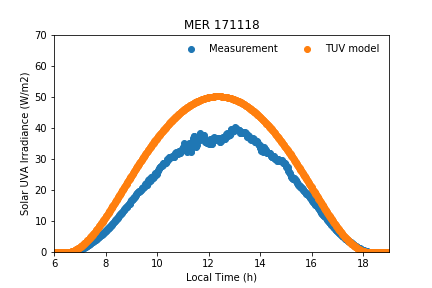 MER 171118
Measurement
TUV model
70
60
50
40
30
20
10
0
Solar UVA Irradiance (W/m2)
6 8 10 12 14 16 18
Local Time (h)